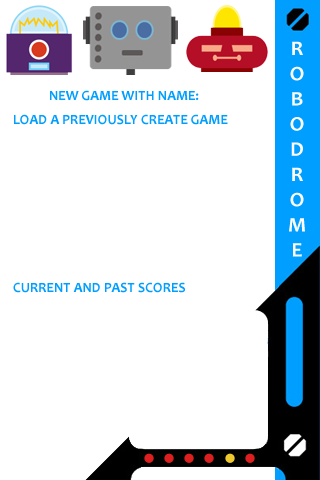 NEW GAME WITH NAME:
LOAD A PREVIOUSLY CREATE GAME
CURRENT AND PAST SCORES
ROBODROME